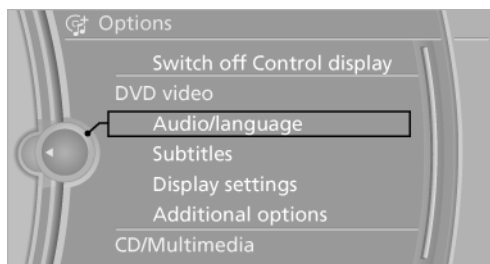 Options
Switch off Control display
DVD video
Audio/language
Subtitles
Display settings
Additional options
CD/Multimedia